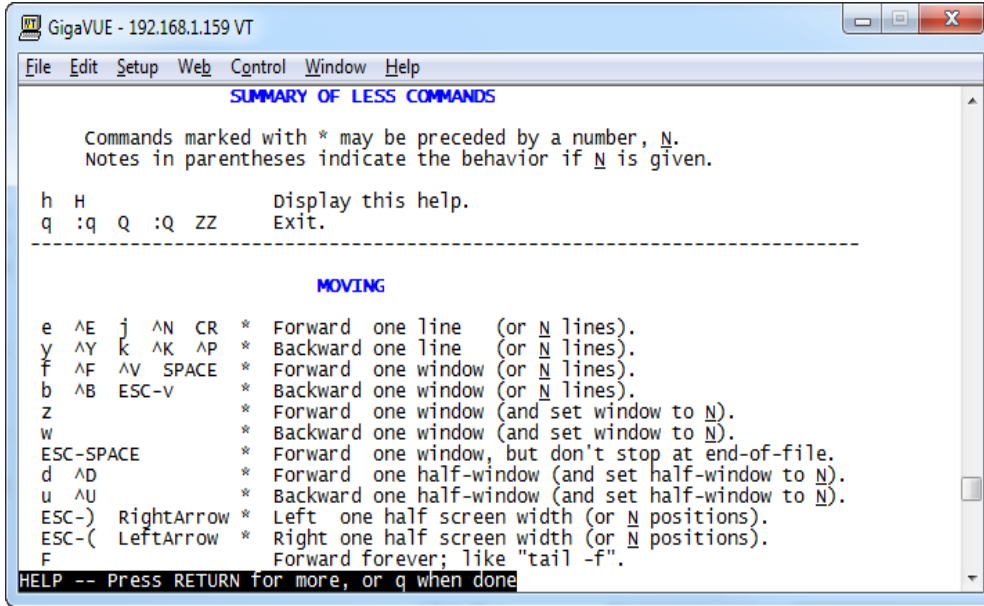 GigaVUE - 192.168.1.159 VT
File Edit Setup Web Control Window Help
SUMMARY OF LESS COMMANDS
Commands marked with * may be preceded by a number, N.
Notes in parentheses indicate the behavior if N is given.
h H Display this help.
q :q Q :Q ZZ Exit.
---------------------------------------------------------------------------
MOVING
e ^E j ^N CR * Forward one line (or N lines).
y ^Y k ^K ^P * Backward one line (or N lines).
f ^F ^V SPACE * Forward one window (or N lines).
b ^B ESC-v * Backward one window (or N lines).
z * Forward one window (and set window to N).
w * Backward one window (and set window to N).
ESC-SPACE * Forward one window, but don't stop at end-of-file.
d ^D * Forward one half-window (and set half-window to N).
u ^U * Backward one half-window (and set half-window to N).
ESC-) RightArrow * Left one half screen width (or N positions).
ESC-( LeftArrow * Right one half screen width (or N positions).
F Forward forever; like "tail -f".
HELP -- Press RETURN for more, or q when done